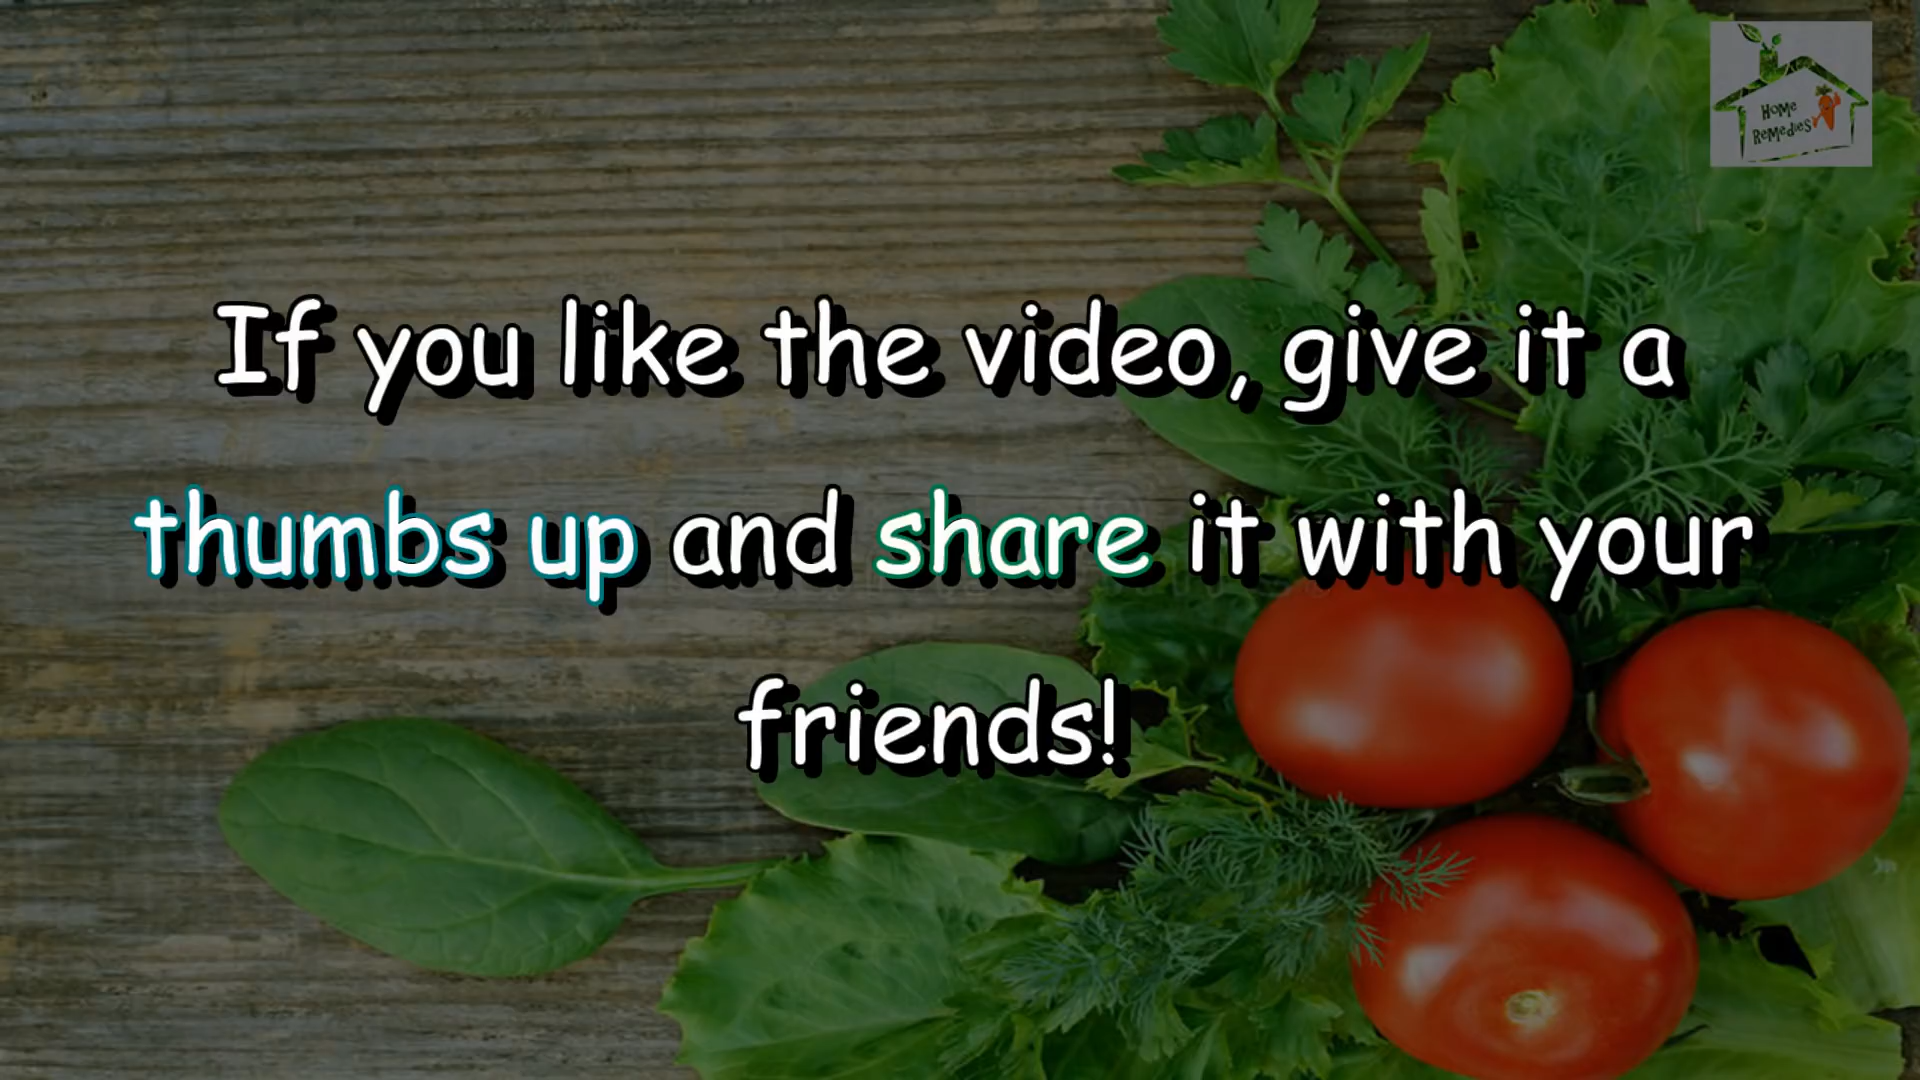 Home
Remedies
If you like the video, give it a
thumbs up and share it with your
friends!